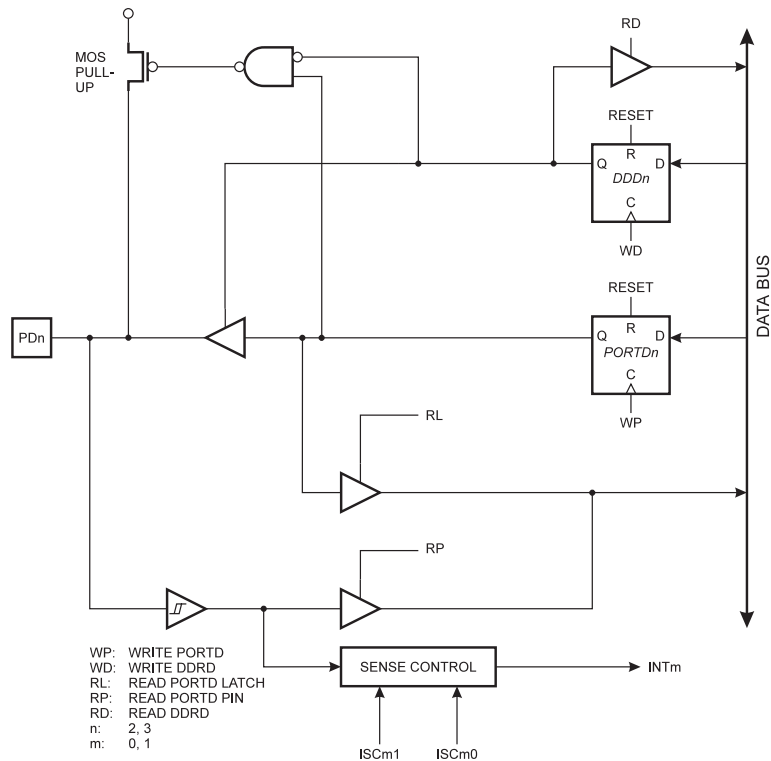 RD
MOS
PULL-
UP
RESET
R
Q
D
DDDn
C
WD
RESET
R
PDn
Q
D
PORTDn
C
WP
DATA BUS
RL
RP
WP: WRITE PORTD
WD: WRITE DDRD
RL: READ PORTD LATCH
RP: READ PORTD PIN
RD: READ DDRD
n: 2, 3
m: 0, 1
SENSE CONTROL
INTm
ISCm1
ISCm0